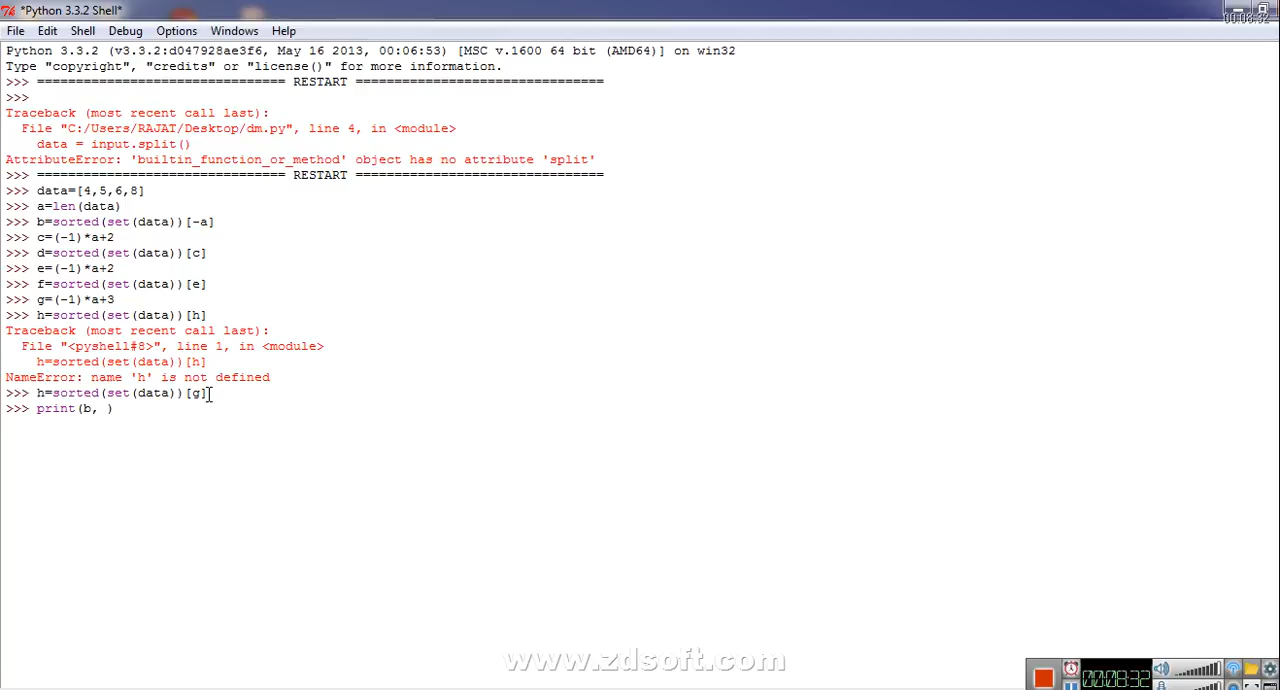 *Python 3.3.2 Shell*
00:08:32
File Edit Shell Debug Options Windows Help
Python 3.3.2 (v3.3.2:d047928ae3f6, May 16 2013, 00:06:53) [MSC v.1600 64 bit (AMD64)] on win32
Type "copyright", "credits" or "license()" for more information.
>>> ================================ RESTART ================================
>>>
Traceback (most recent call last):
  File "C:/Users/RAJAT/Desktop/dm.py", line 4, in <module>
    data = input.split()
AttributeError: 'builtin_function_or_method' object has no attribute 'split'
>>> ================================ RESTART ================================
>>> data=[4,5,6,8]
>>> a=len(data)
>>> b=sorted(set(data))[-a]
>>> c=(-1)*a+2
>>> d=sorted(set(data))[c]
>>> e=(-1)*a+2
>>> f=sorted(set(data))[e]
>>> g=(-1)*a+3
>>> h=sorted(set(data))[h]
Traceback (most recent call last):
  File "<pyshell#8>", line 1, in <module>
    h=sorted(set(data))[h]
NameError: name 'h' is not defined
>>> h=sorted(set(data))[g]
>>> print(b, )
www.zdsoft.com
00:08:32